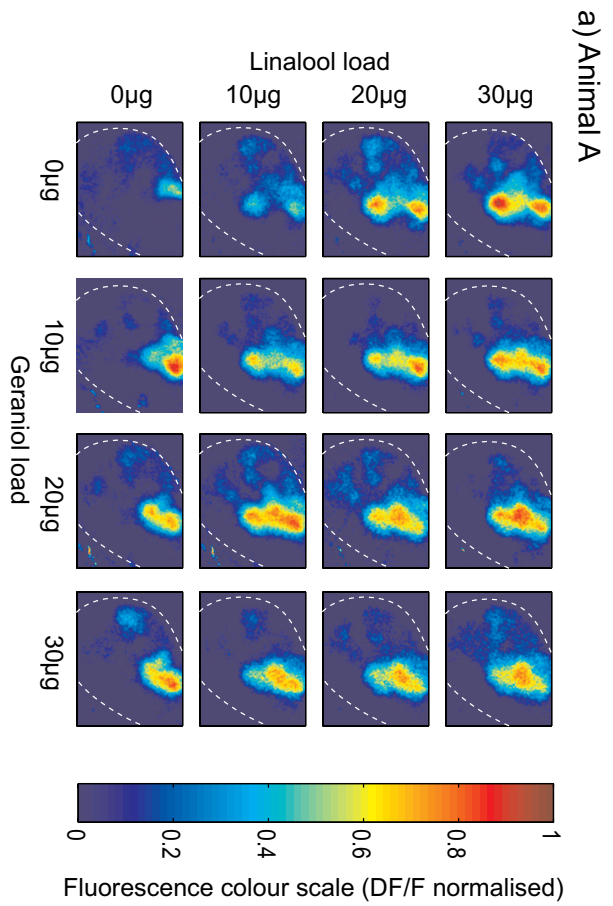 a) Animal A
Linalool load
0µg 10µg 20µg 30µg
0µg
10µg
20µg
30µg
Geraniol load
0 0.2 0.4 0.6 0.8 1
Fluorescence colour scale (DF/F normalised)